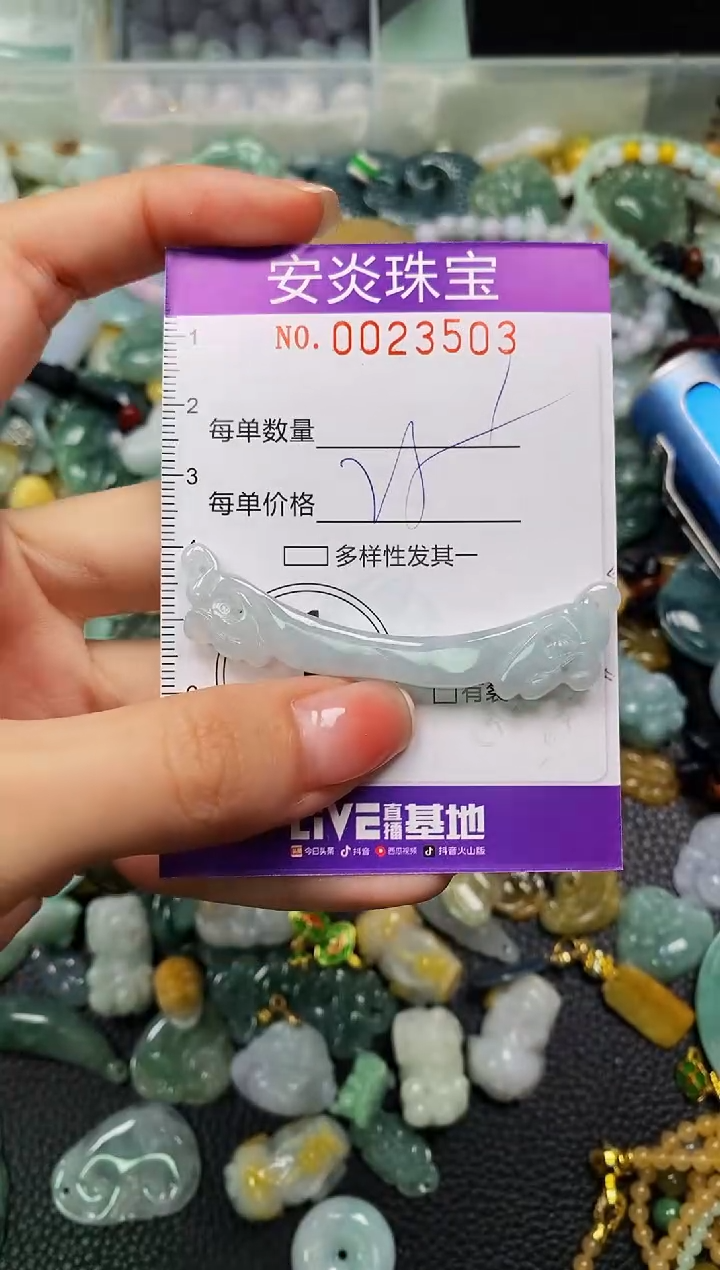 安炎珠宝
NO. 0023503
1
2
每单数量
3
每单价格
多样性发其一
有裂
LIVE直播基地
今日头条 抖音 西瓜视频 抖音火山版